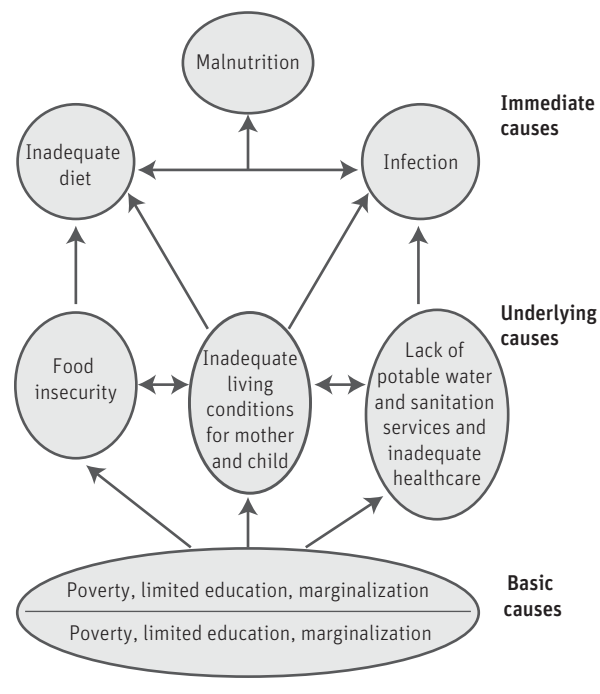 Malnutrition
Immediate
causes
Inadequate
diet
Infection
Underlying
causes
Food
insecurity
Inadequate
living
conditions
for mother
and child
Lack of
potable water
and sanitation
services and
inadequate
healthcare
Basic
causes
Poverty, limited education, marginalization
Poverty, limited education, marginalization